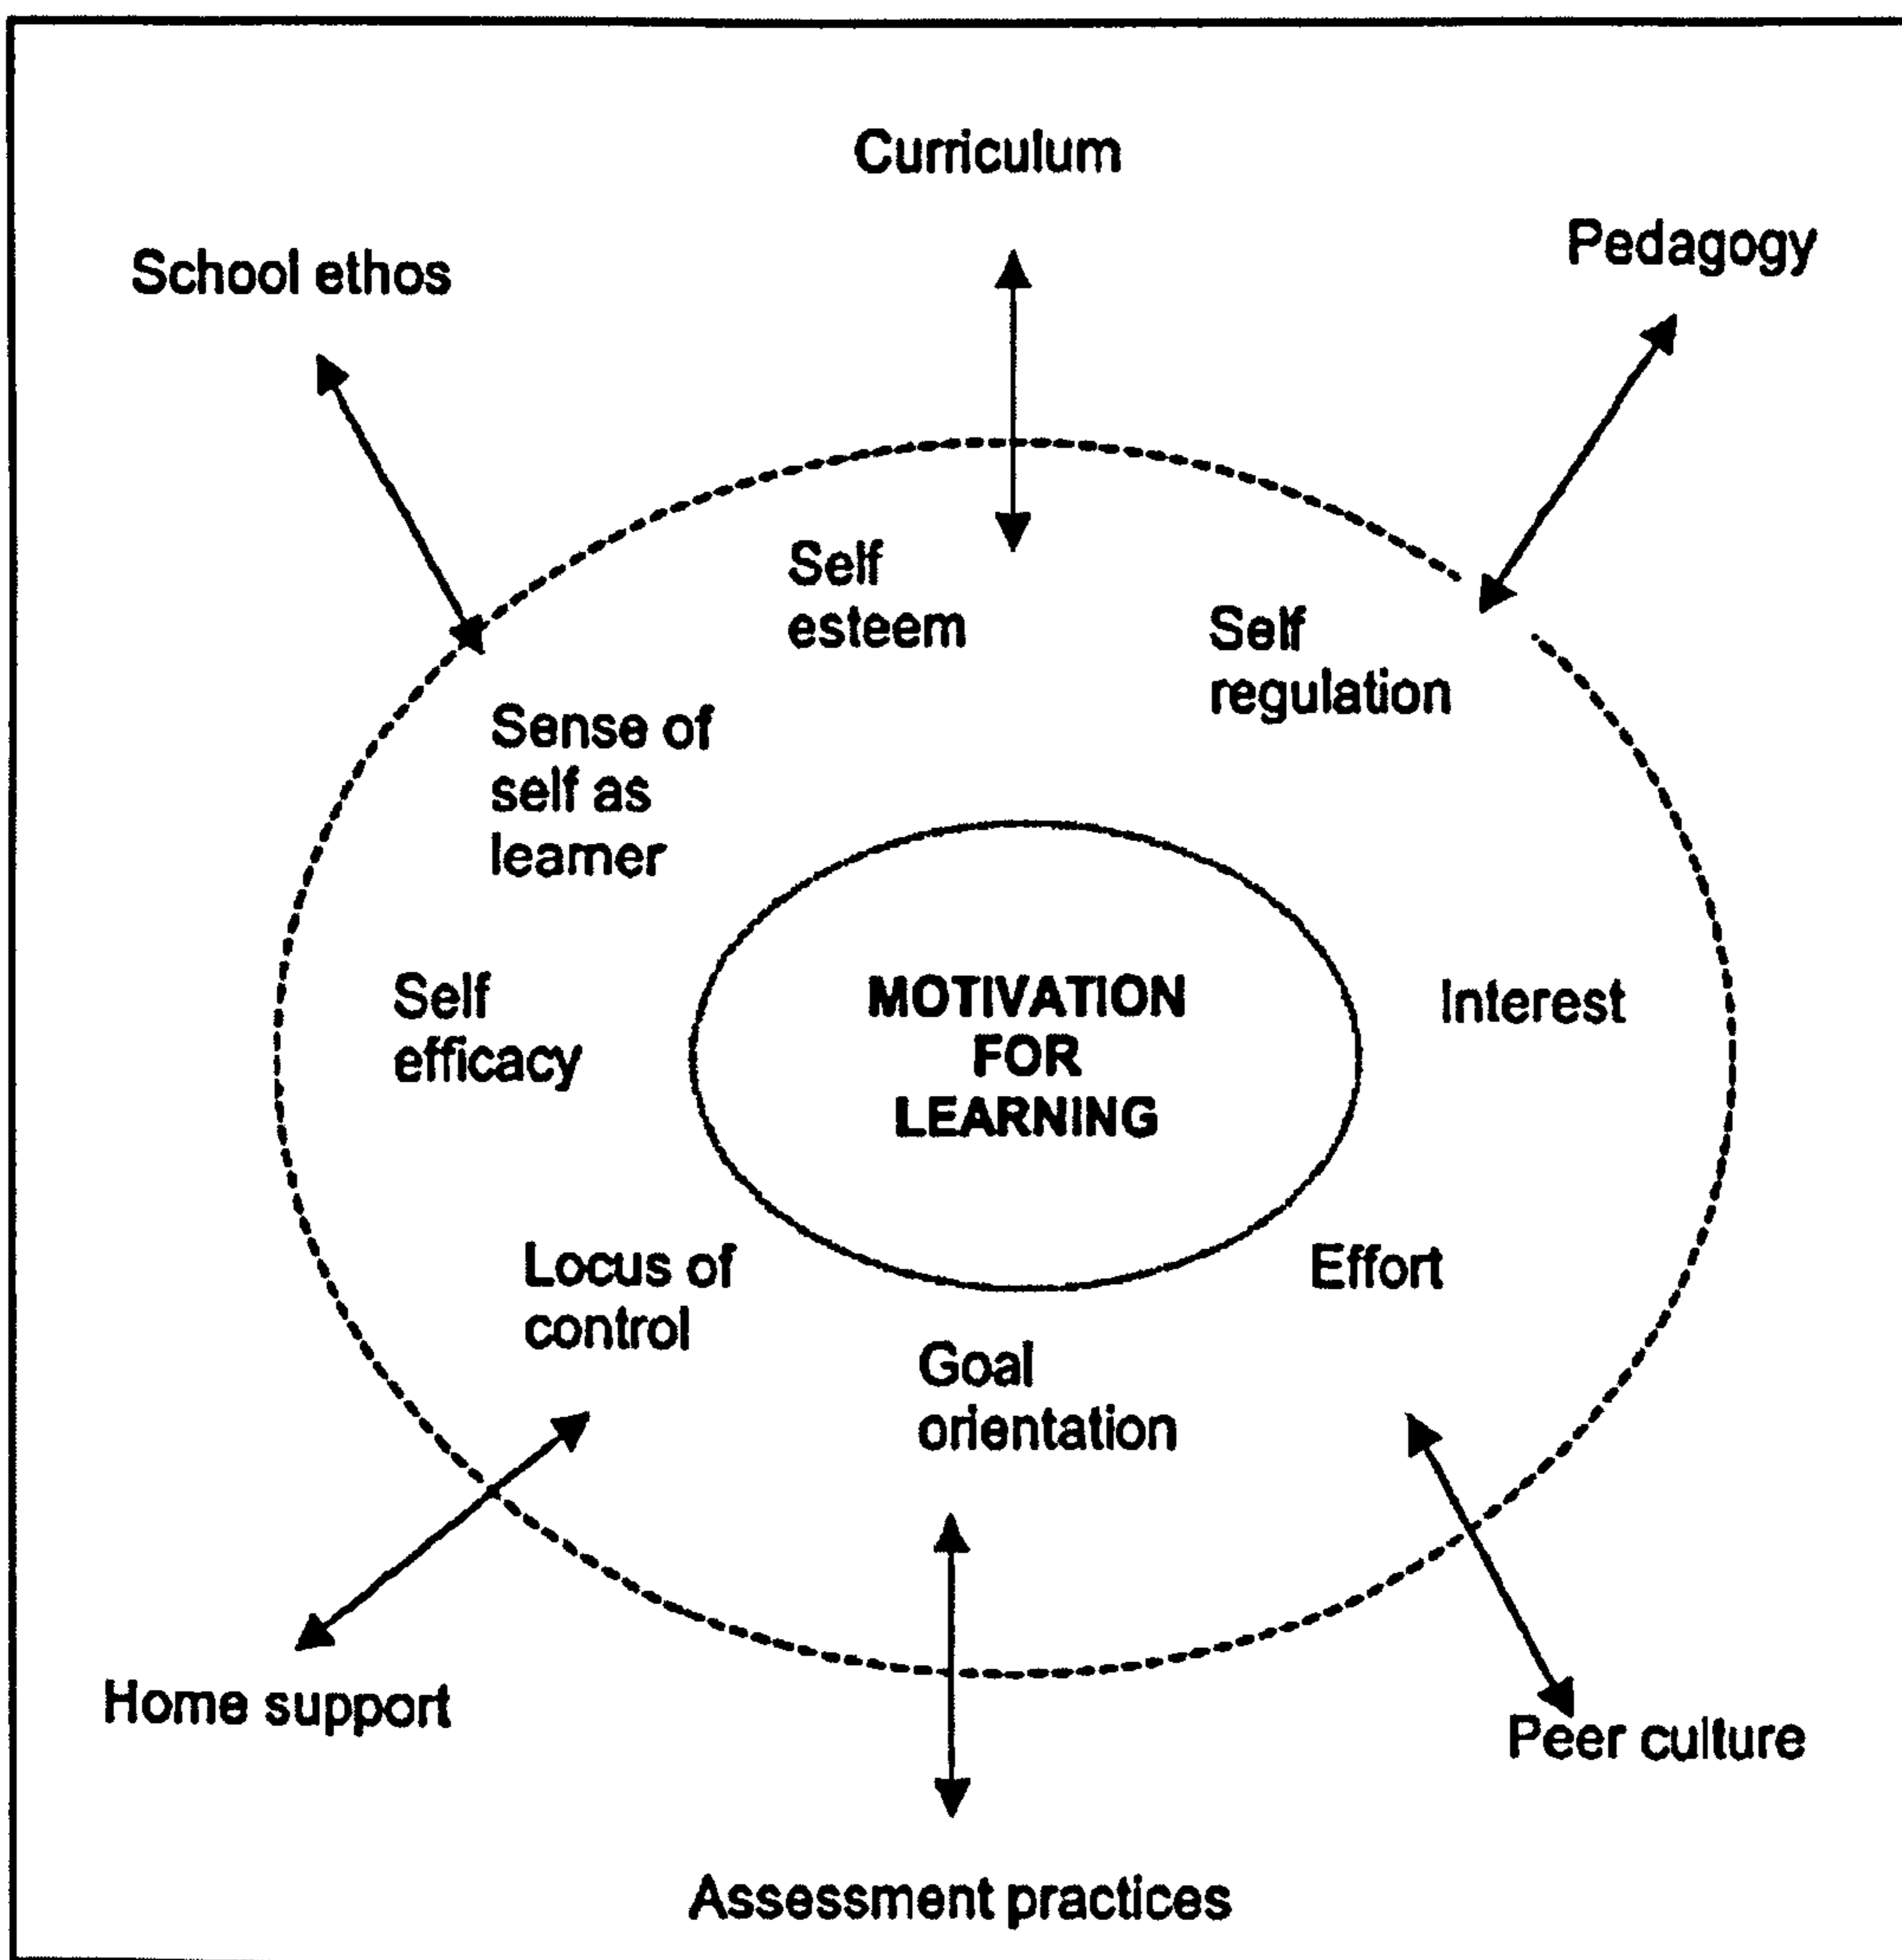 Curriculum
School ethos
Pedagogy
Self
esteem
Self
regulation
Sense of
self as
learner
MOTIVATION
FOR
LEARNING
Self
efficacy
Interest
Locus of
control
Effort
Goal
orientation
Home support
Peer culture
Assessment practices